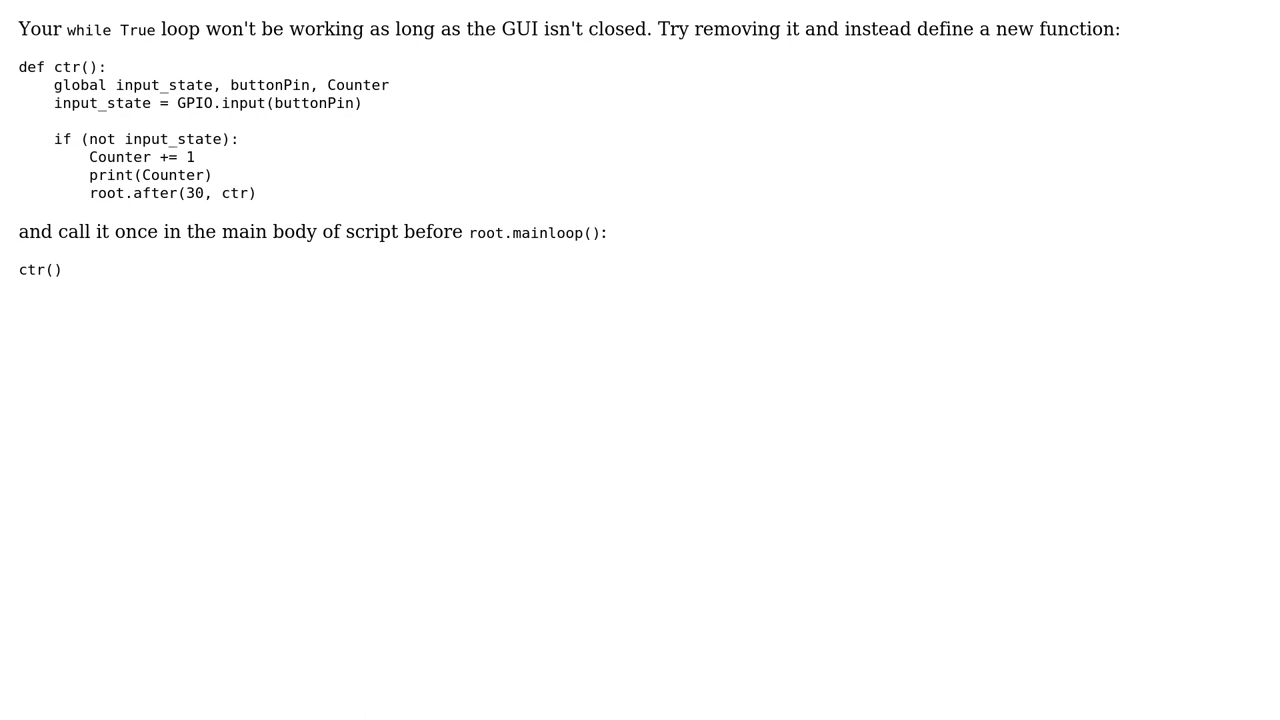 Your while True loop won't be working as long as the GUI isn't closed. Try removing it and instead define a new function:
def ctr():
    global input_state, buttonPin, Counter
    input_state = GPIO.input(buttonPin)
    if (not input_state):
        Counter += 1
        print(Counter)
        root.after(30, ctr)
and call it once in the main body of script before root.mainloop():
ctr()